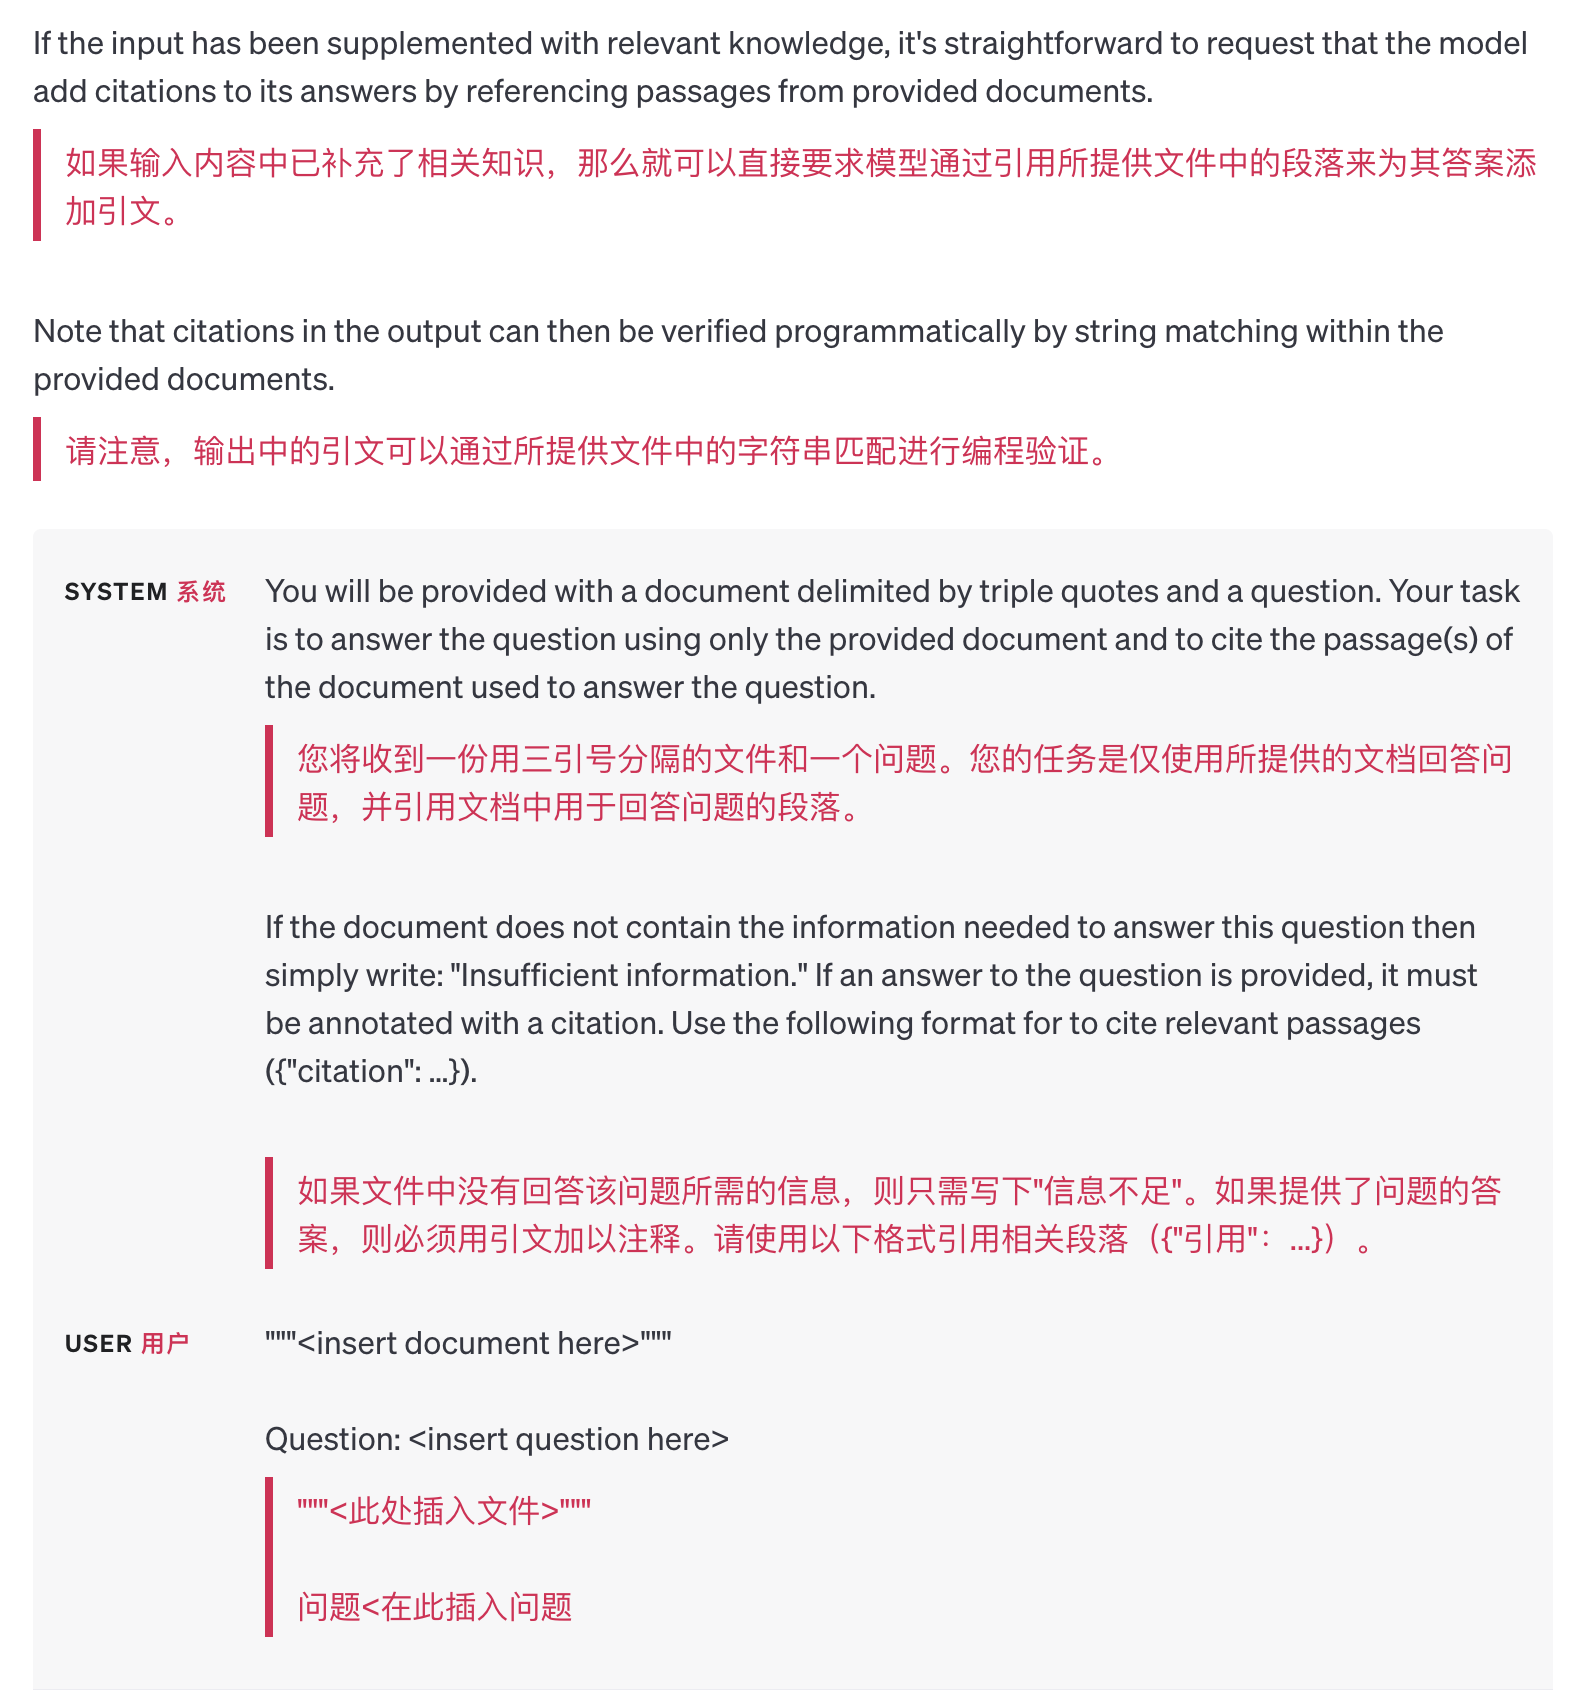 If the input has been supplemented with relevant knowledge, it's straightforward to request that the model
add citations to its answers by referencing passages from provided documents.
如果输入内容中已补充了相关知识，那么就可以直接要求模型通过引用所提供文件中的段落来为其答案添
加引文。
Note that citations in the output can then be verified programmatically by string matching within the
provided documents.
请注意，输出中的引文可以通过所提供文件中的字符串匹配进行编程验证。
SYSTEM 系统
You will be provided with a document delimited by triple quotes and a question. Your task
is to answer the question using only the provided document and to cite the passage(s) of
the document used to answer the question.
您将收到一份用三引号分隔的文件和一个问题。您的任务是仅使用所提供的文档回答问
题，并引用文档中用于回答问题的段落。
If the document does not contain the information needed to answer this question then
simply write: "Insufficient information." If an answer to the question is provided, it must
be annotated with a citation. Use the following format for to cite relevant passages
({"citation": …}).
如果文件中没有回答该问题所需的信息，则只需写下"信息不足"。如果提供了问题的答
案，则必须用引文加以注释。请使用以下格式引用相关段落（{"引用"：…}）。
USER 用户
"""<insert document here>"""
Question: <insert question here>
"""<此处插入文件>"""
问题<在此插入问题